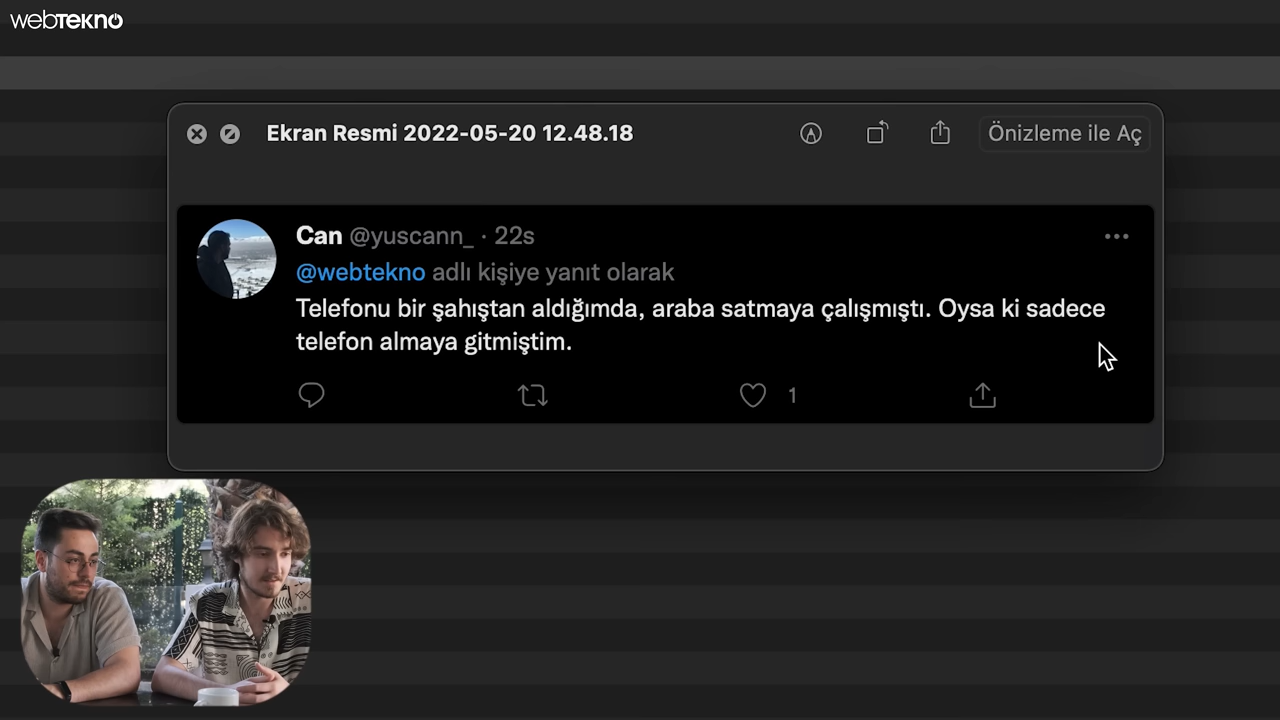 webtekno
Ekran Resmi 2022-05-20 12.48.18
Önizleme ile Aç
Can @yuscann_ · 22s
@webtekno adlı kişiye yanıt olarak
Telefonu bir şahıştan aldığımda, araba satmaya çalışmıştı. Oysa ki sadece
telefon almaya gitmiştim.
1